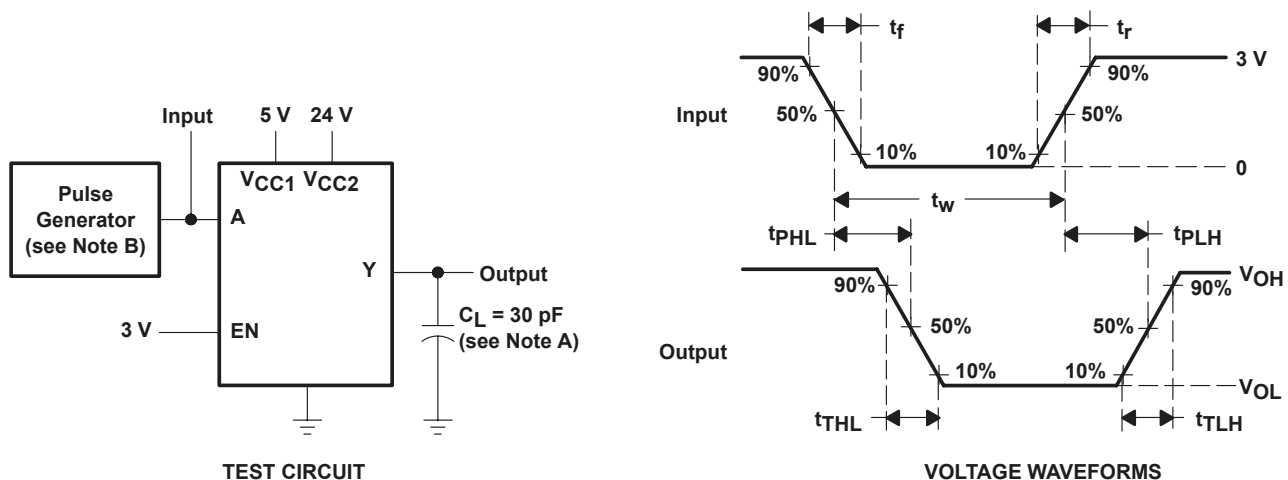 Input
5 V
24 V
Pulse
Generator
(see Note B)
VCC1
VCC2
A
Y
Output
CL = 30 pF
(see Note A)
3 V
EN
TEST CIRCUIT
tf
tr
3 V
90%
90%
Input
50%
50%
10%
10%
0
tw
tPHL
tPLH
VOH
90%
90%
50%
50%
Output
10%
10%
VOL
tTHL
tTLH
VOLTAGE WAVEFORMS